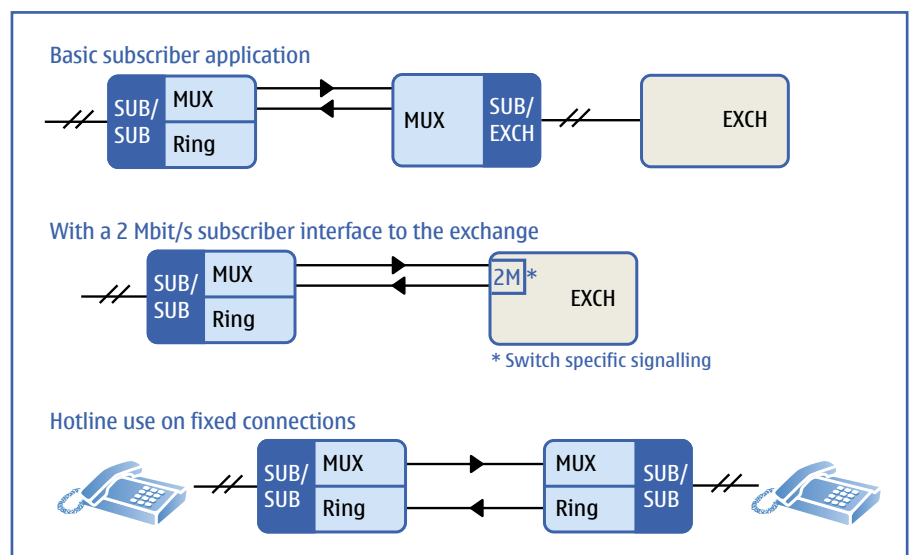 Basic subscriber application
SUB/
SUB
MUX
Ring
MUX
SUB/
EXCH
EXCH
With a 2 Mbit/s subscriber interface to the exchange
SUB/
SUB
MUX
Ring
2M*
EXCH
* Switch specific signalling
Hotline use on fixed connections
SUB/
SUB
MUX
Ring
MUX
Ring
SUB/
SUB